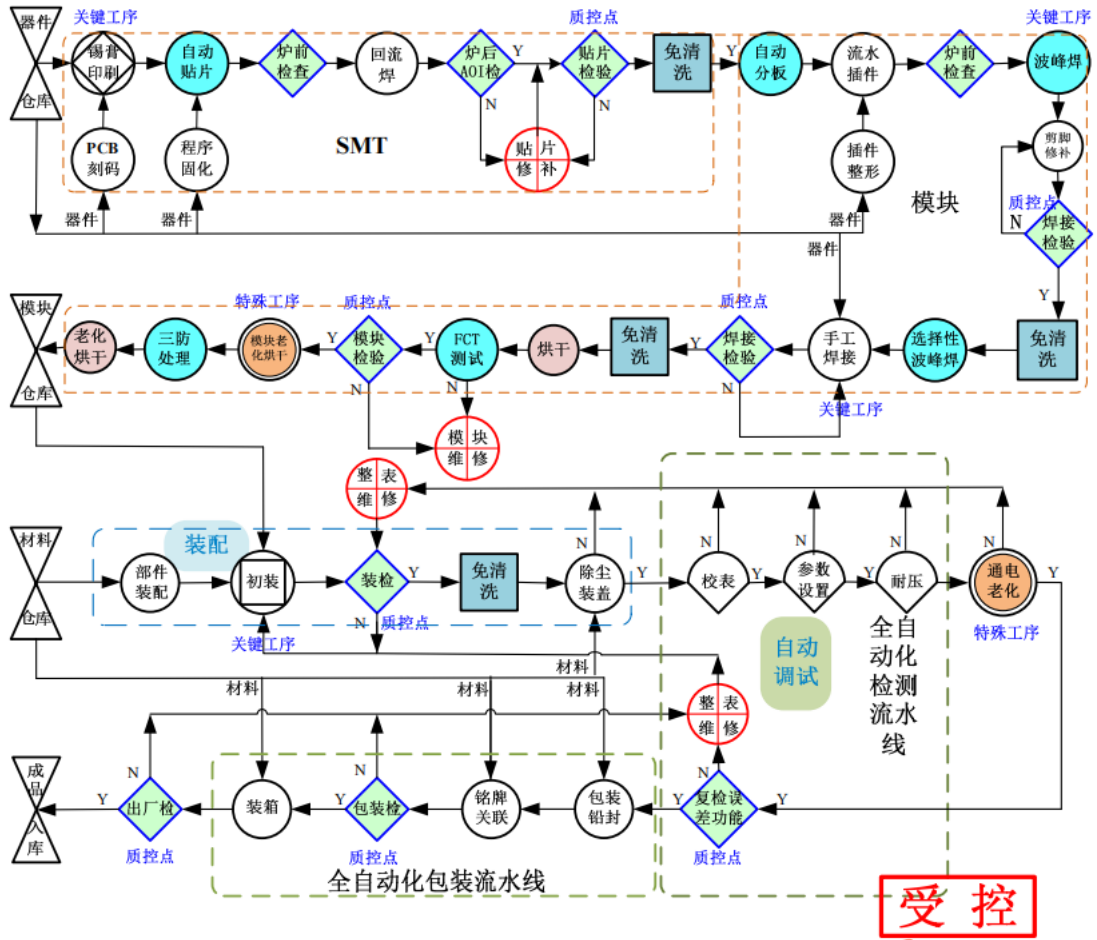 器件
仓库
关键工序
锡膏
印刷
自动
贴片
炉前
检查
回流
焊
炉后
AOI检
Y
N
质控点
贴片
检验
N
免清
洗
Y
自动
分板
流水
插件
炉前
检查
关键工序
波峰焊
PCB
刻码
程序
固化
SMT
贴 片
修 补
插件
整形
剪脚
修补
模块
质控点
N
焊接
检验
Y
器件
器件
器件
器件
模块
仓库
老化
烘干
三防
处理
特殊工序
模块老
化烘干
Y
质控点
模块
检验
N
Y
FCT
测试
N
烘干
免清
洗
Y
质控点
焊接
检验
N
手工
焊接
关键工序
选择性
波峰焊
免清
洗
模 块
维 修
整 表
维 修
材料
仓库
装配
部件
装配
初装
关键工序
装检
Y
N
质控点
免清
洗
N
除尘
装盖
Y
N
校表
Y
N
参数
设置
Y
N
耐压
Y
N
通电
老化
Y
特殊工序
自动
调试
全自
动化
检测
流水
线
材料
材料
材料
材料
整 表
维 修
成
品
入
库
Y
N
出厂检
质控点
装箱
N
Y
包装检
质控点
铭牌
关联
包装
铅封
Y
N
复检误
差功能
质控点
Y
全自动化包装流水线
受 控